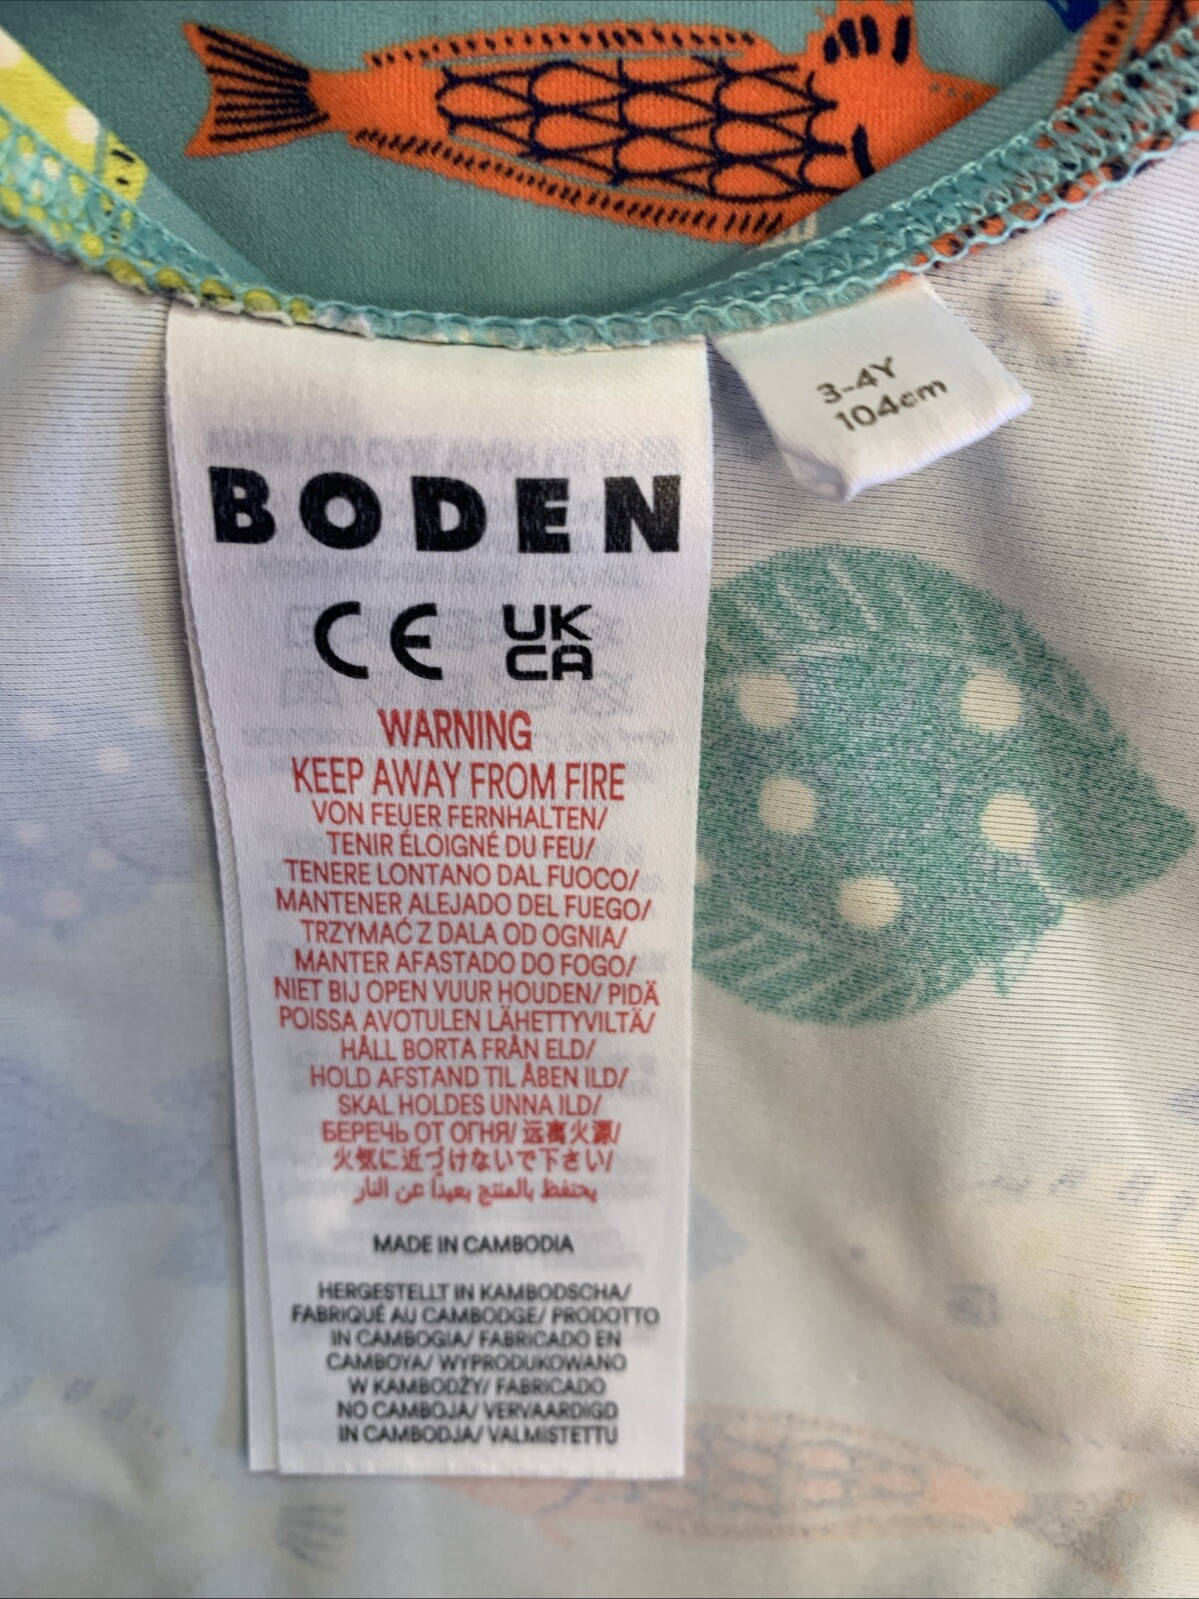 BODEN
CE UK
CA
WARNING
KEEP AWAY FROM FIRE
VON FEUER FERNHALTEN/
TENIR ÉLOIGNÉ DU FEU/
TENERE LONTANO DAL FUOCO/
MANTENER ALEJADO DEL FUEGO/
TRZYMAĆ Z DALA OD OGNIA/
MANTER AFASTADO DO FOGO/
NIET BIJ OPEN VUUR HOUDEN/ PIDÄ
POISSA AVOTULEN LÄHETTYVILTÄ/
HÅLL BORTA FRÅN ELD/
HOLD AFSTAND TIL ÅBEN ILD/
SKAL HOLDES UNNA ILD/
БЕРЕЧЬ ОТ ОГНЯ/ 远离火源/
火気に近づけないで下さい/
يحتفظ بالمنتج بعيداً عن النار
MADE IN CAMBODIA
HERGESTELLT IN KAMBODSCHA/
FABRIQUÉ AU CAMBODGE/ PRODOTTO
IN CAMBOGIA/ FABRICADO EN
CAMBOYA/ WYPRODUKOWANO
W KAMBODŻY/ FABRICADO
NO CAMBOJA/ VERVAARDIGD
IN CAMBODJA/ VALMISTETTU
3-4Y
104cm